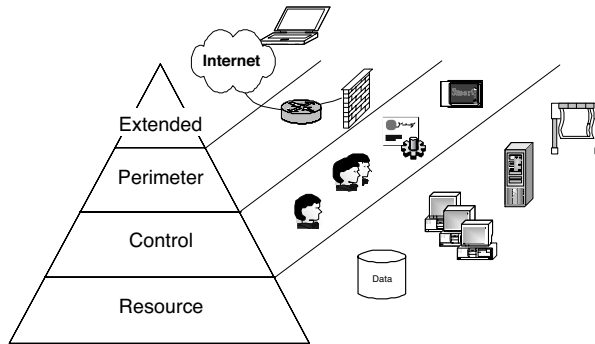 Internet
Extended
Perimeter
Control
Resource
Data